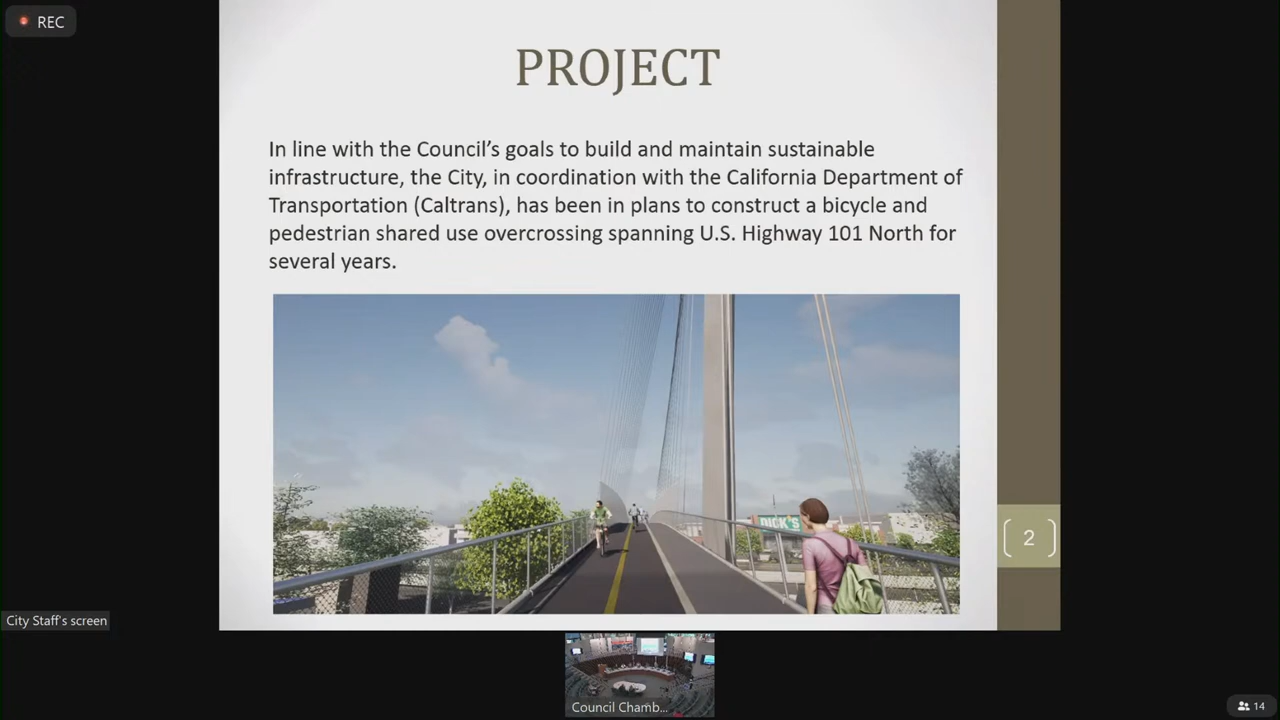 REC
PROJECT
In line with the Council's goals to build and maintain sustainable
infrastructure, the City, in coordination with the California Department of
Transportation (Caltrans), has been in plans to construct a bicycle and
pedestrian shared use overcrossing spanning U.S. Highway 101 North for
several years.
DICK'S
2
City Staff's screen
Council Chamb...
14